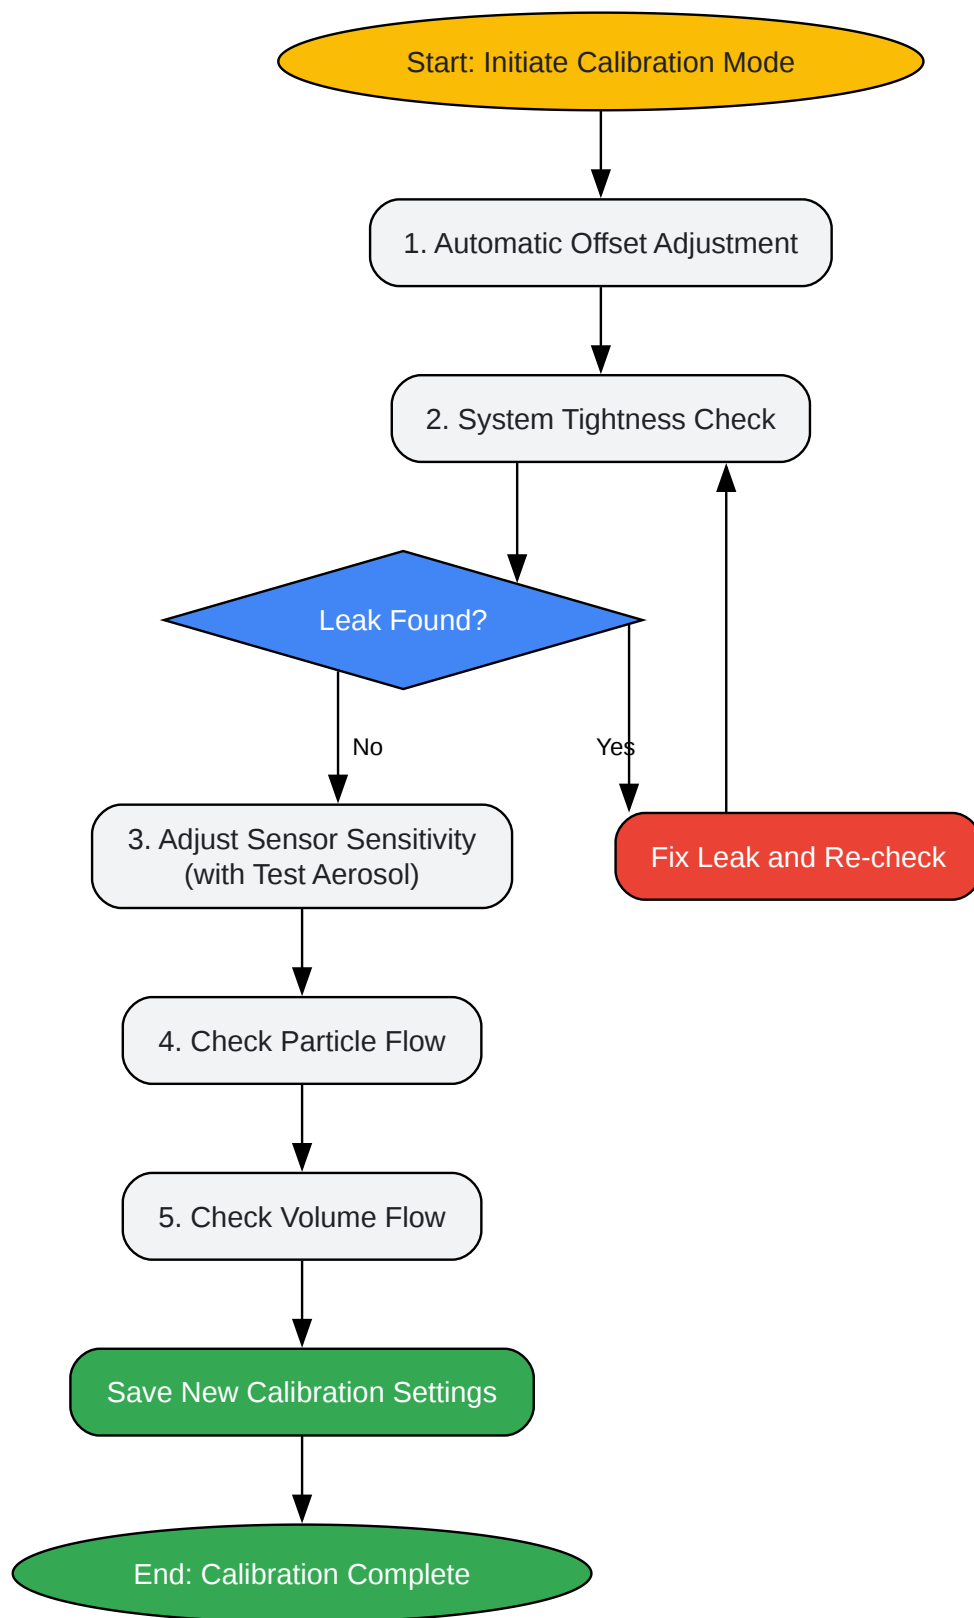 Start: Initiate Calibration Mode
1. Automatic Offset Adjustment
2. System Tightness Check
Leak Found?
No
Yes
3. Adjust Sensor Sensitivity
(with Test Aerosol)
Fix Leak and Re-check
4. Check Particle Flow
5. Check Volume Flow
Save New Calibration Settings
End: Calibration Complete